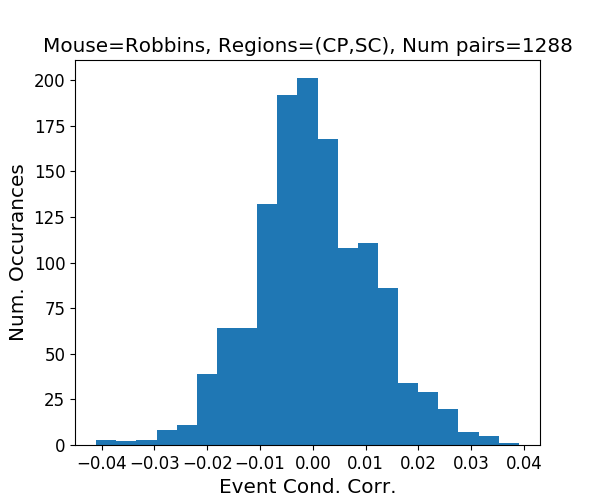 Mouse=Robbins, Regions=(CP,SC), Num pairs=1288
200
175
150
125
100
75
50
25
0
Num. Occurances
−0.04 −0.03 −0.02 −0.01 0.00 0.01 0.02 0.03 0.04
Event Cond. Corr.